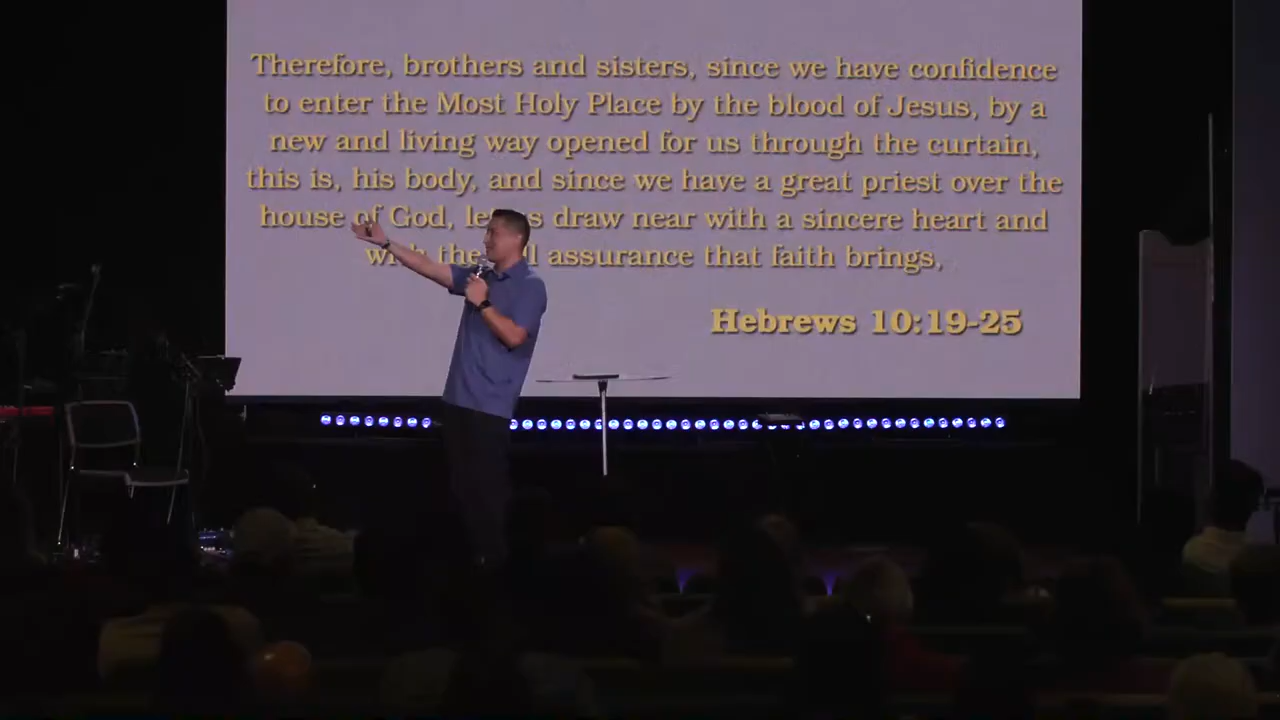 Therefore, brothers and sisters, since we have confidence
to enter the Most Holy Place by the blood of Jesus, by a
new and living way opened for us through the curtain,
this is, his body, and since we have a great priest over the
house of God, draw near with a sincere heart and
assurance that faith brings,
Hebrews 10:19-25